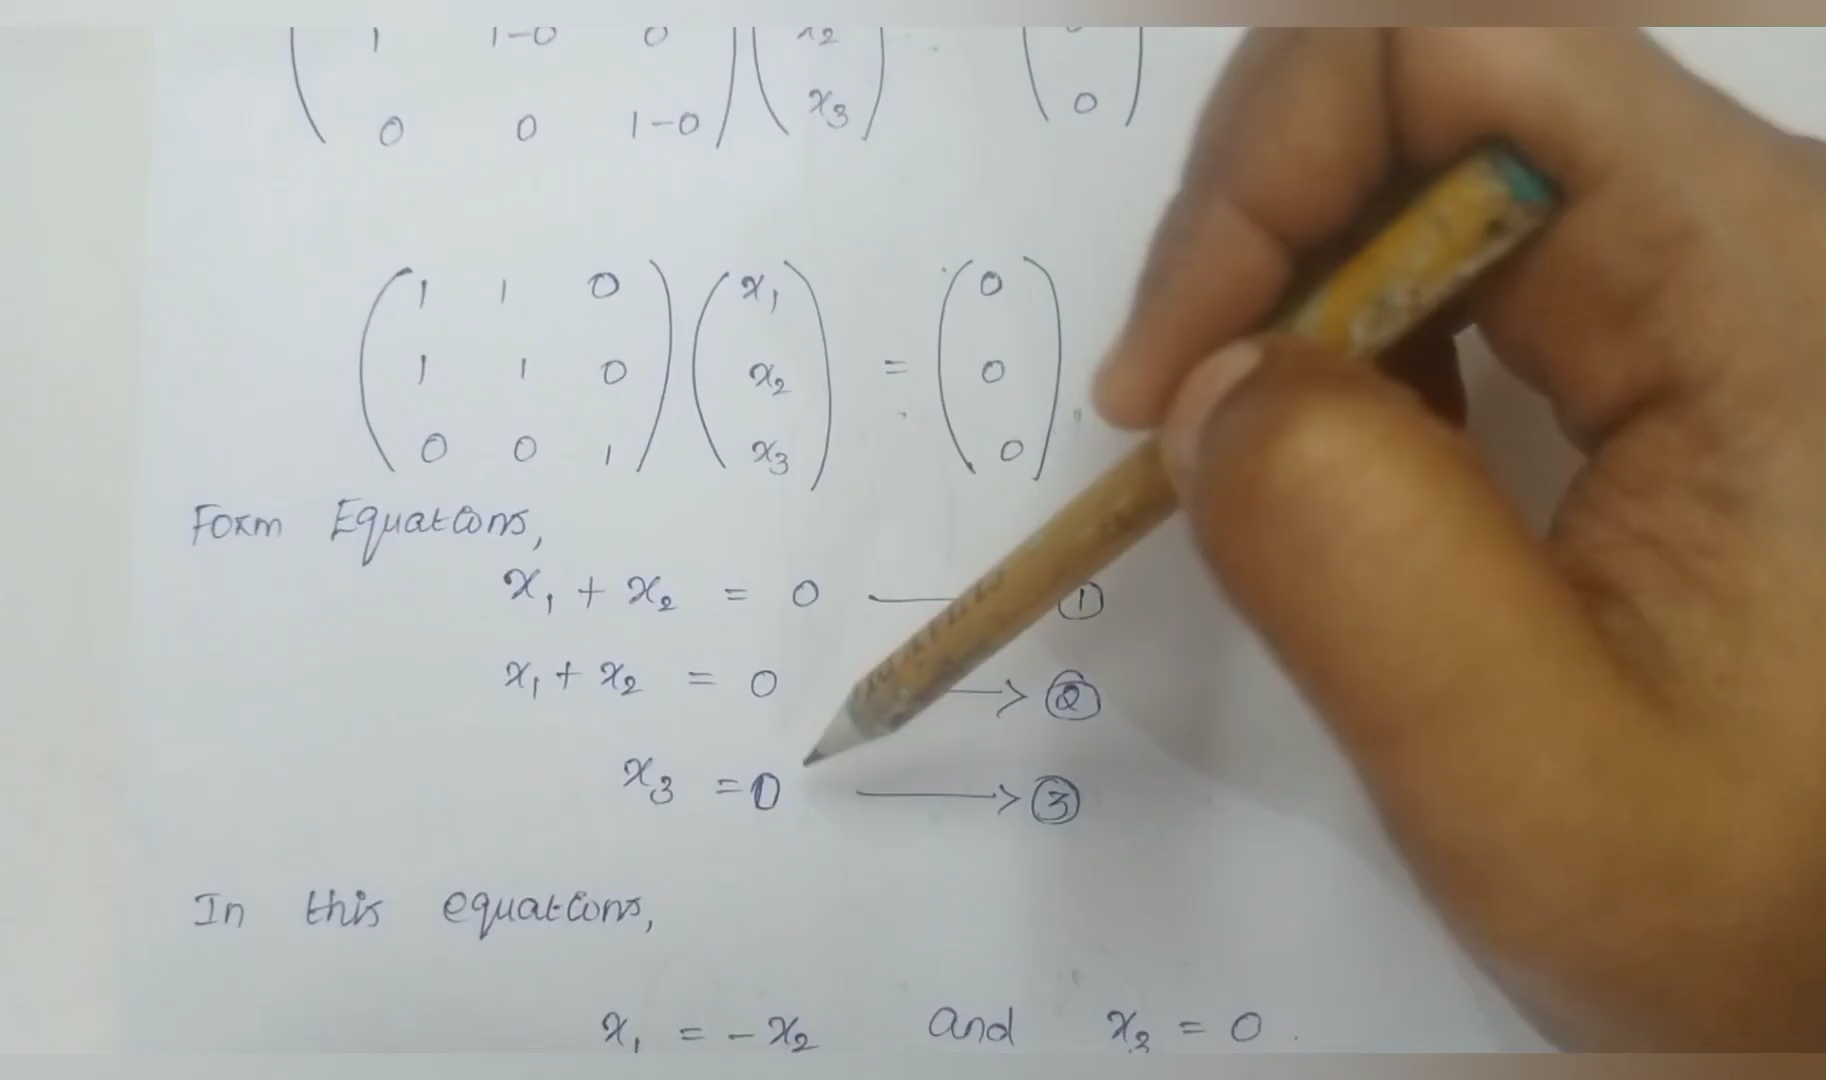 1 1-0 0 x2
0 0 1-0 x3 0
1 1 0 x1 0
1 1 0 x2 = 0
0 0 1 x3 0
Form Equations,
x1 + x2 = 0 ①
x1 + x2 = 0 → ②
x3 = 0 → ③
In this equations,
x1 = -x2 and x3 = 0.